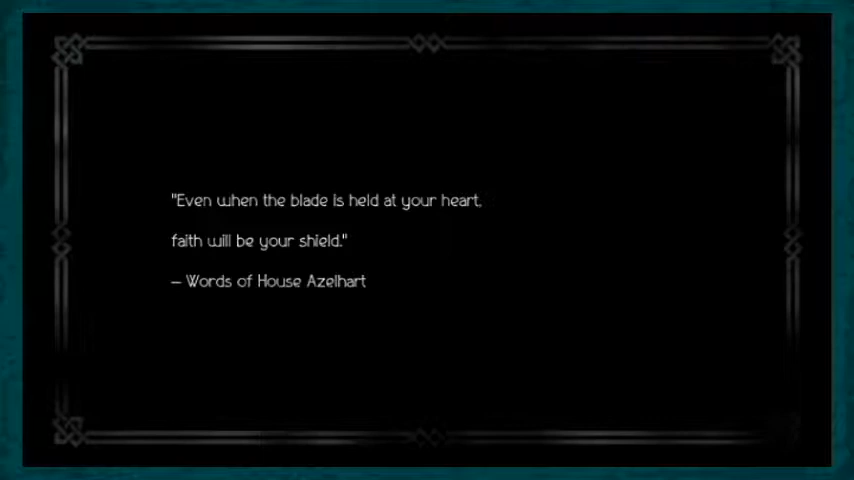 "Even when the blade is held at your heart,
faith will be your shield."
– Words of House Azelhart